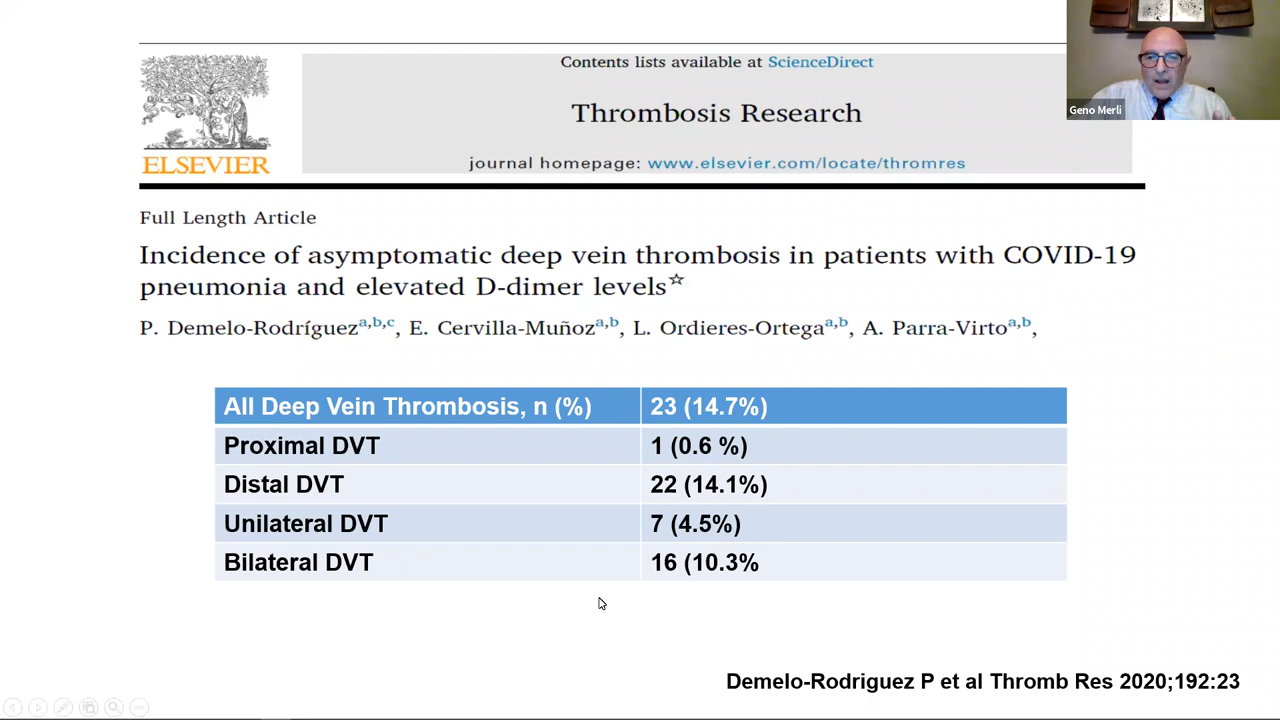 Contents lists available at ScienceDirect
Thrombosis Research
journal homepage: www.elsevier.com/locate/thromres
ELSEVIER
Geno Merli
Full Length Article
Incidence of asymptomatic deep vein thrombosis in patients with COVID-19
pneumonia and elevated D-dimer levels☆
P. Demelo-Rodríguez a,b,c, E. Cervilla-Muñoz a,b, L. Ordieres-Ortega a,b, A. Parra-Virto a,b,
All Deep Vein Thrombosis, n (%) 23 (14.7%)
Proximal DVT 1 (0.6 %)
Distal DVT 22 (14.1%)
Unilateral DVT 7 (4.5%)
Bilateral DVT 16 (10.3%
Demelo-Rodriguez P et al Thromb Res 2020;192:23